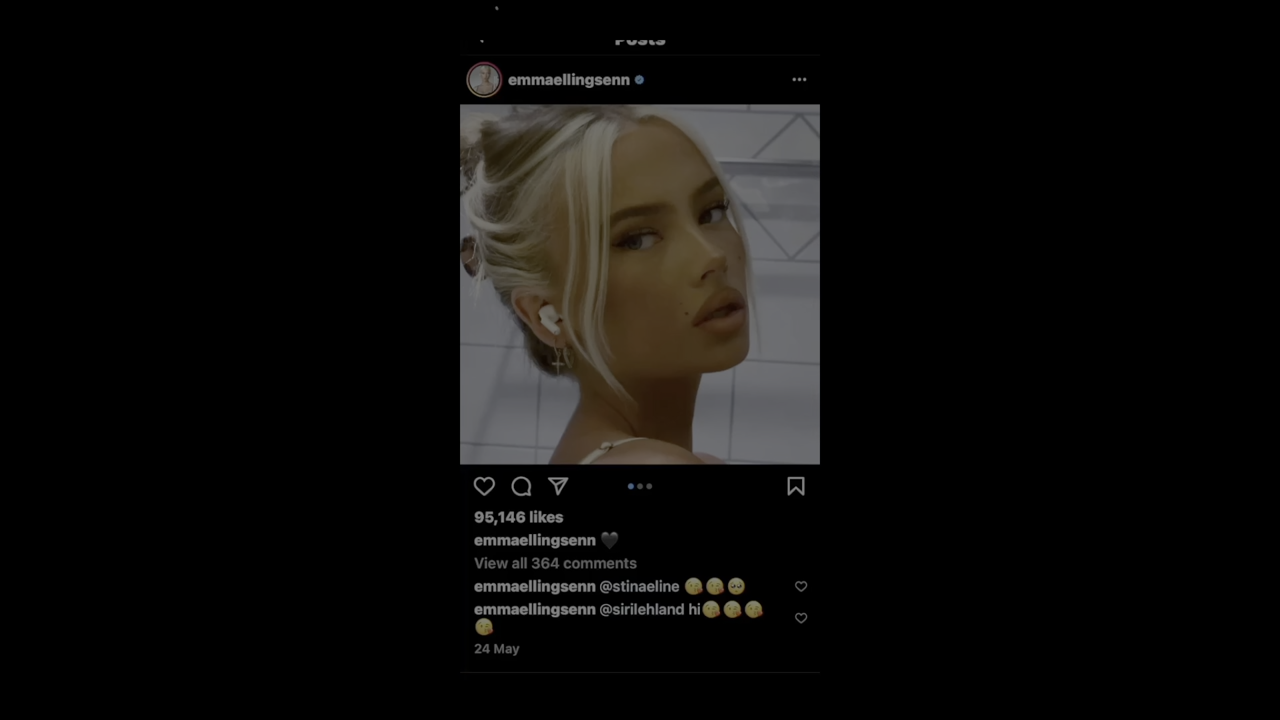 Posts
emmaellingsenn
95,146 likes
emmaellingsenn 🖤
View all 364 comments
emmaellingsenn @stinaeline 😘😘🥺
emmaellingsenn @sirilehland hi😘😘😘
😘
24 May